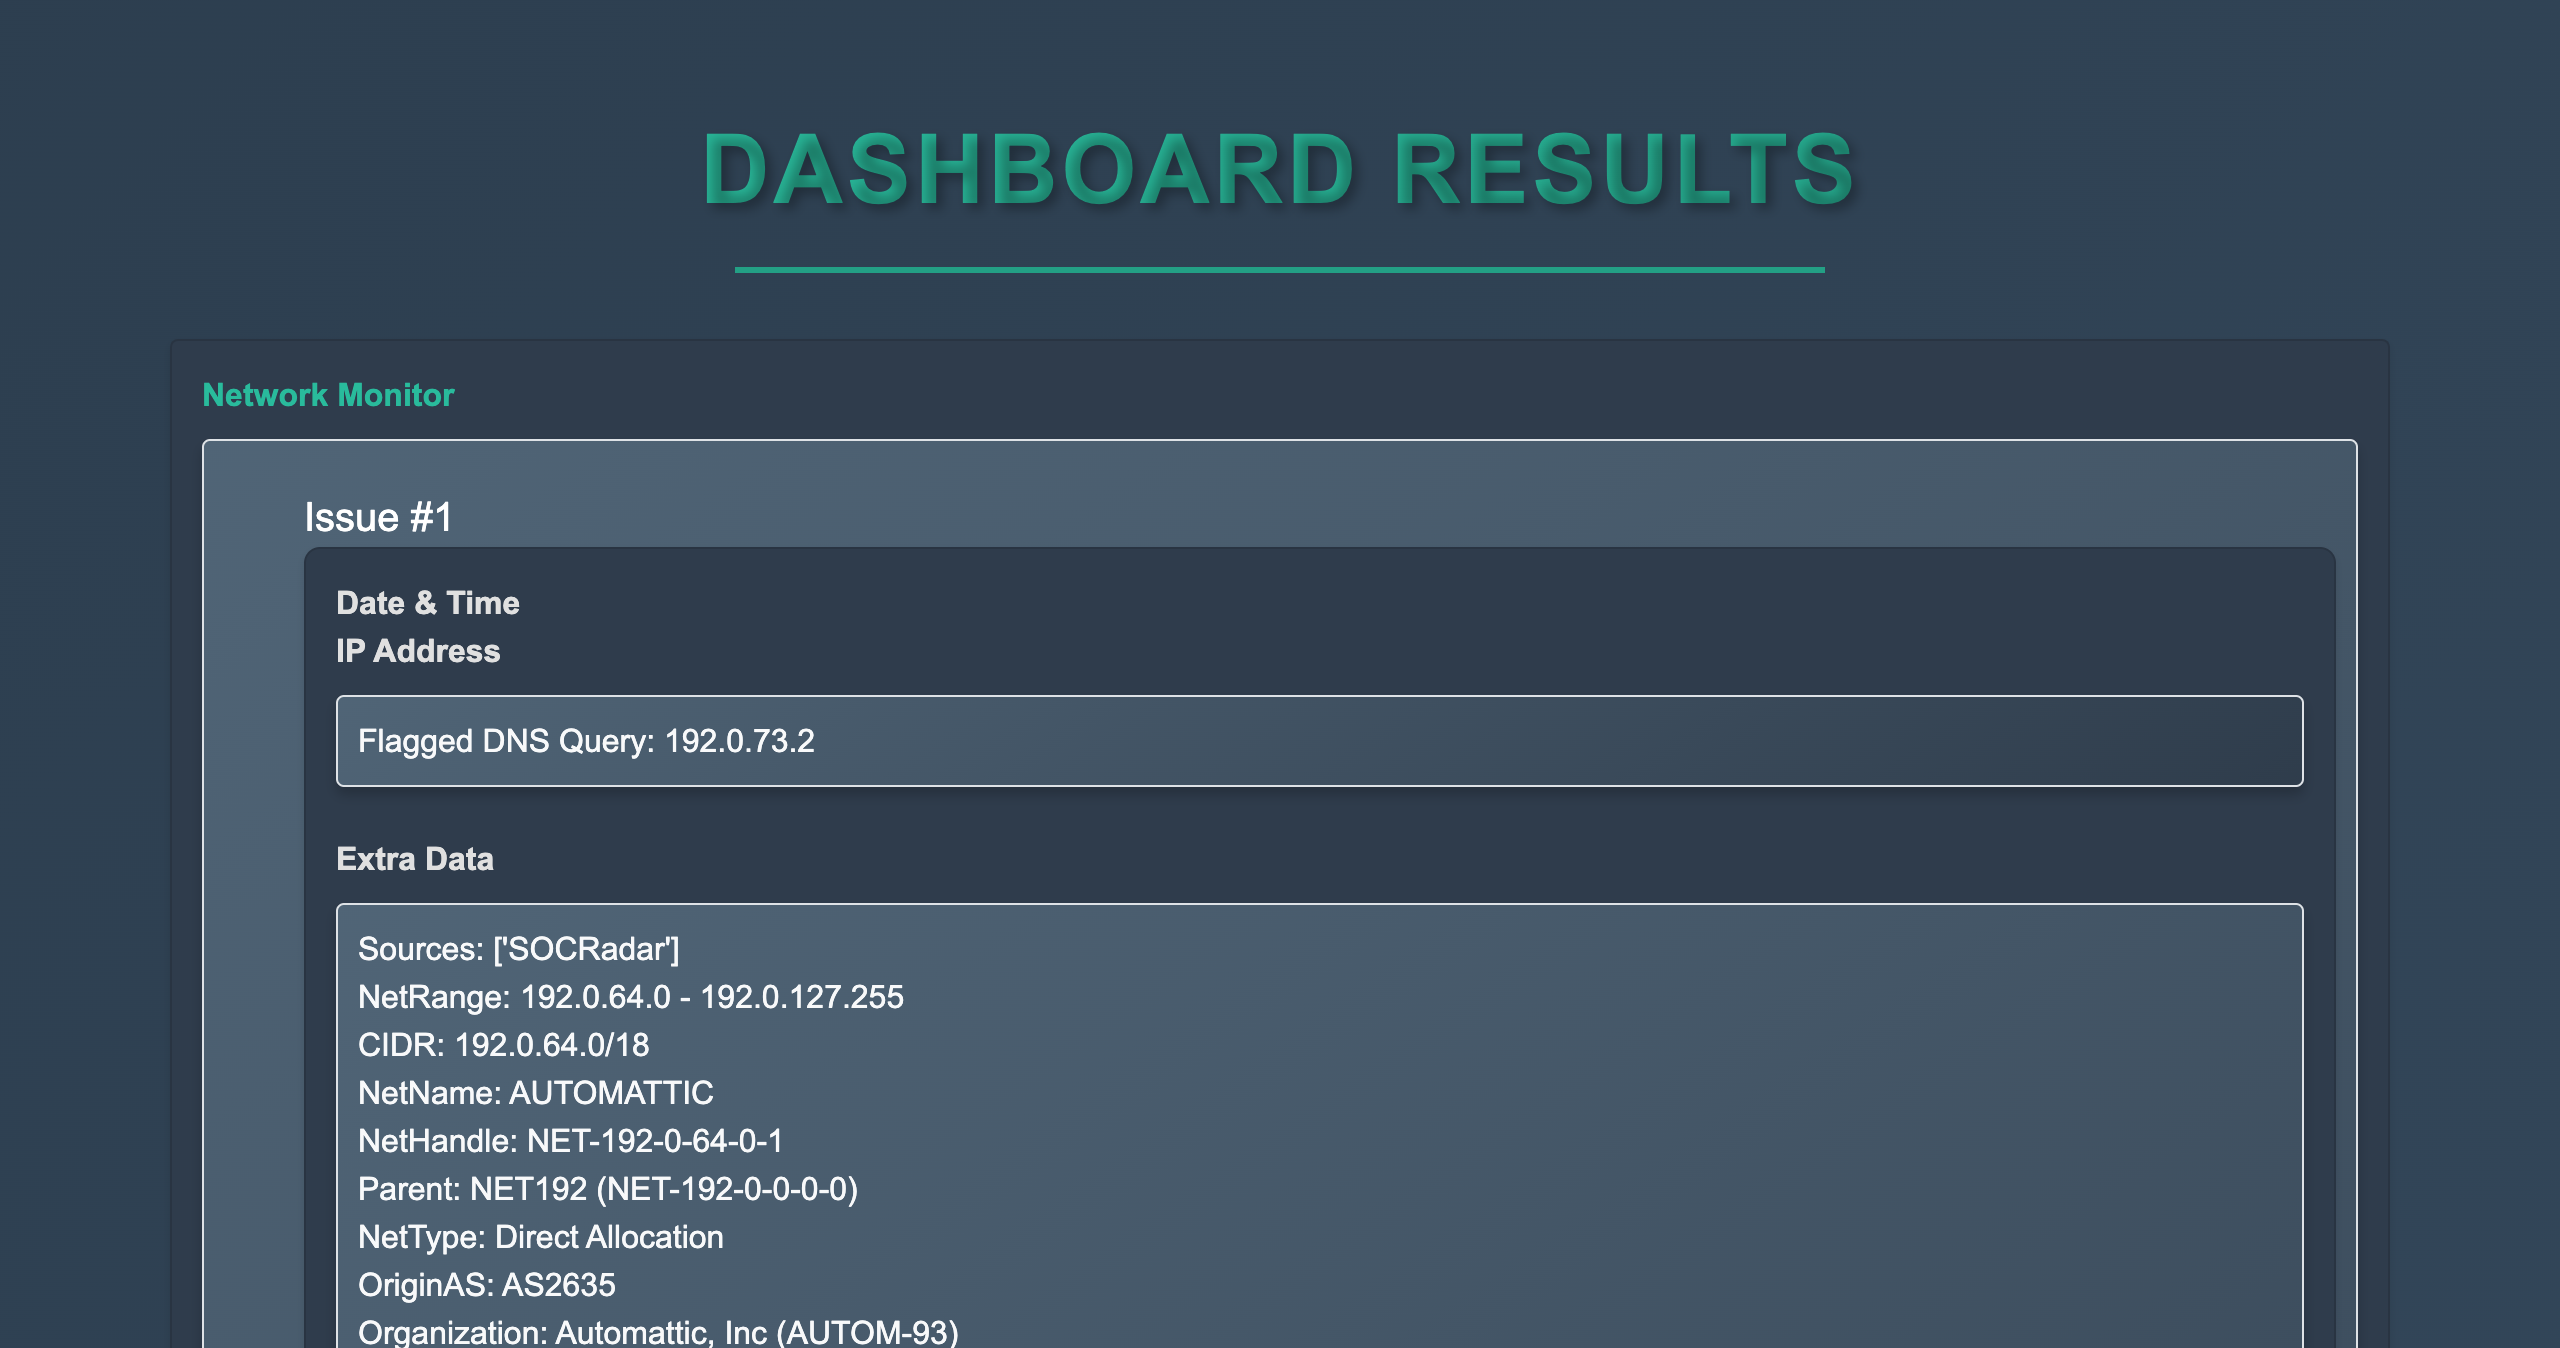 DASHBOARD RESULTS
Network Monitor
Issue #1
Date & Time
IP Address
Flagged DNS Query: 192.0.73.2
Extra Data
Sources: ['SOCRadar']
NetRange: 192.0.64.0 - 192.0.127.255
CIDR: 192.0.64.0/18
NetName: AUTOMATTIC
NetHandle: NET-192-0-64-0-1
Parent: NET192 (NET-192-0-0-0-0)
NetType: Direct Allocation
OriginAS: AS2635
Organization: Automattic, Inc (AUTOM-93)